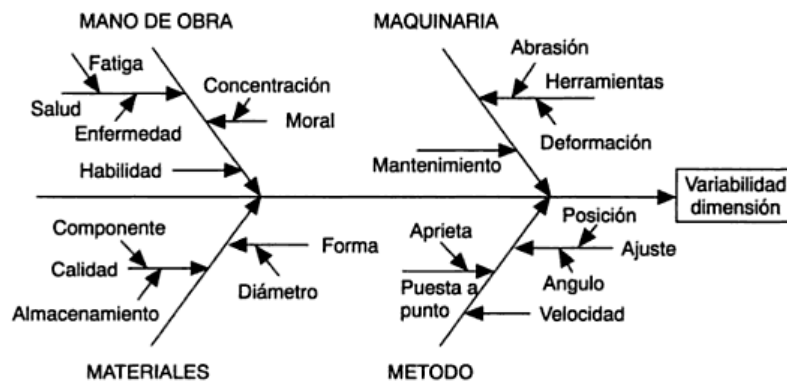 MANO DE OBRA
MAQUINARIA
Fatiga
Salud
Enfermedad
Concentración
Moral
Habilidad
Abrasión
Herramientas
Deformación
Mantenimiento
Variabilidad
dimensión
Componente
Calidad
Almacenamiento
Forma
Diámetro
Aprieta
Puesta a
punto
Posición
Ajuste
Angulo
Velocidad
MATERIALES
METODO